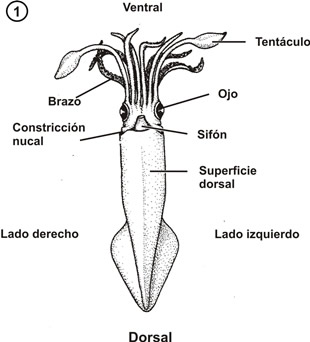 1
Ventral
Tentáculo
Ojo
Brazo
Constricción
nucal
Sifón
Superficie
dorsal
Lado derecho
Lado izquierdo
Dorsal